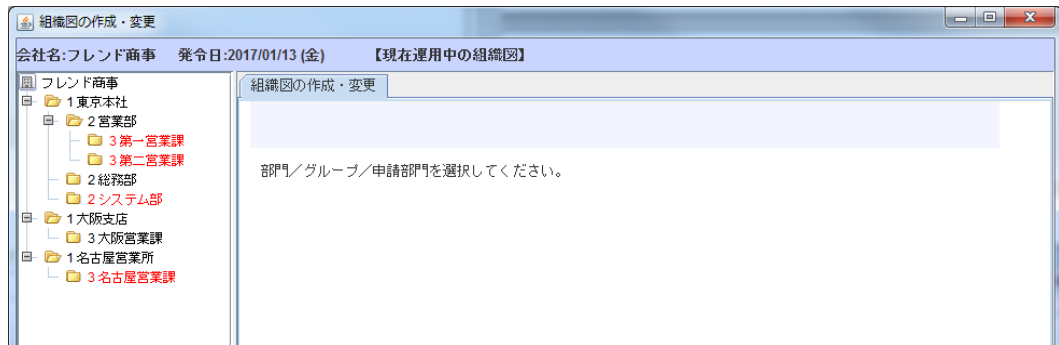 組織図の作成・変更
会社名:フレンド商事 発令日:2017/01/13 (金) 【現在運用中の組織図】
フレンド商事
1 東京本社
2 営業部
3 第一営業課
3 第二営業課
2 総務部
2 システム部
1 大阪支店
3 大阪営業課
1 名古屋営業所
3 名古屋営業課
組織図の作成・変更
部門/グループ/申請部門を選択してください。